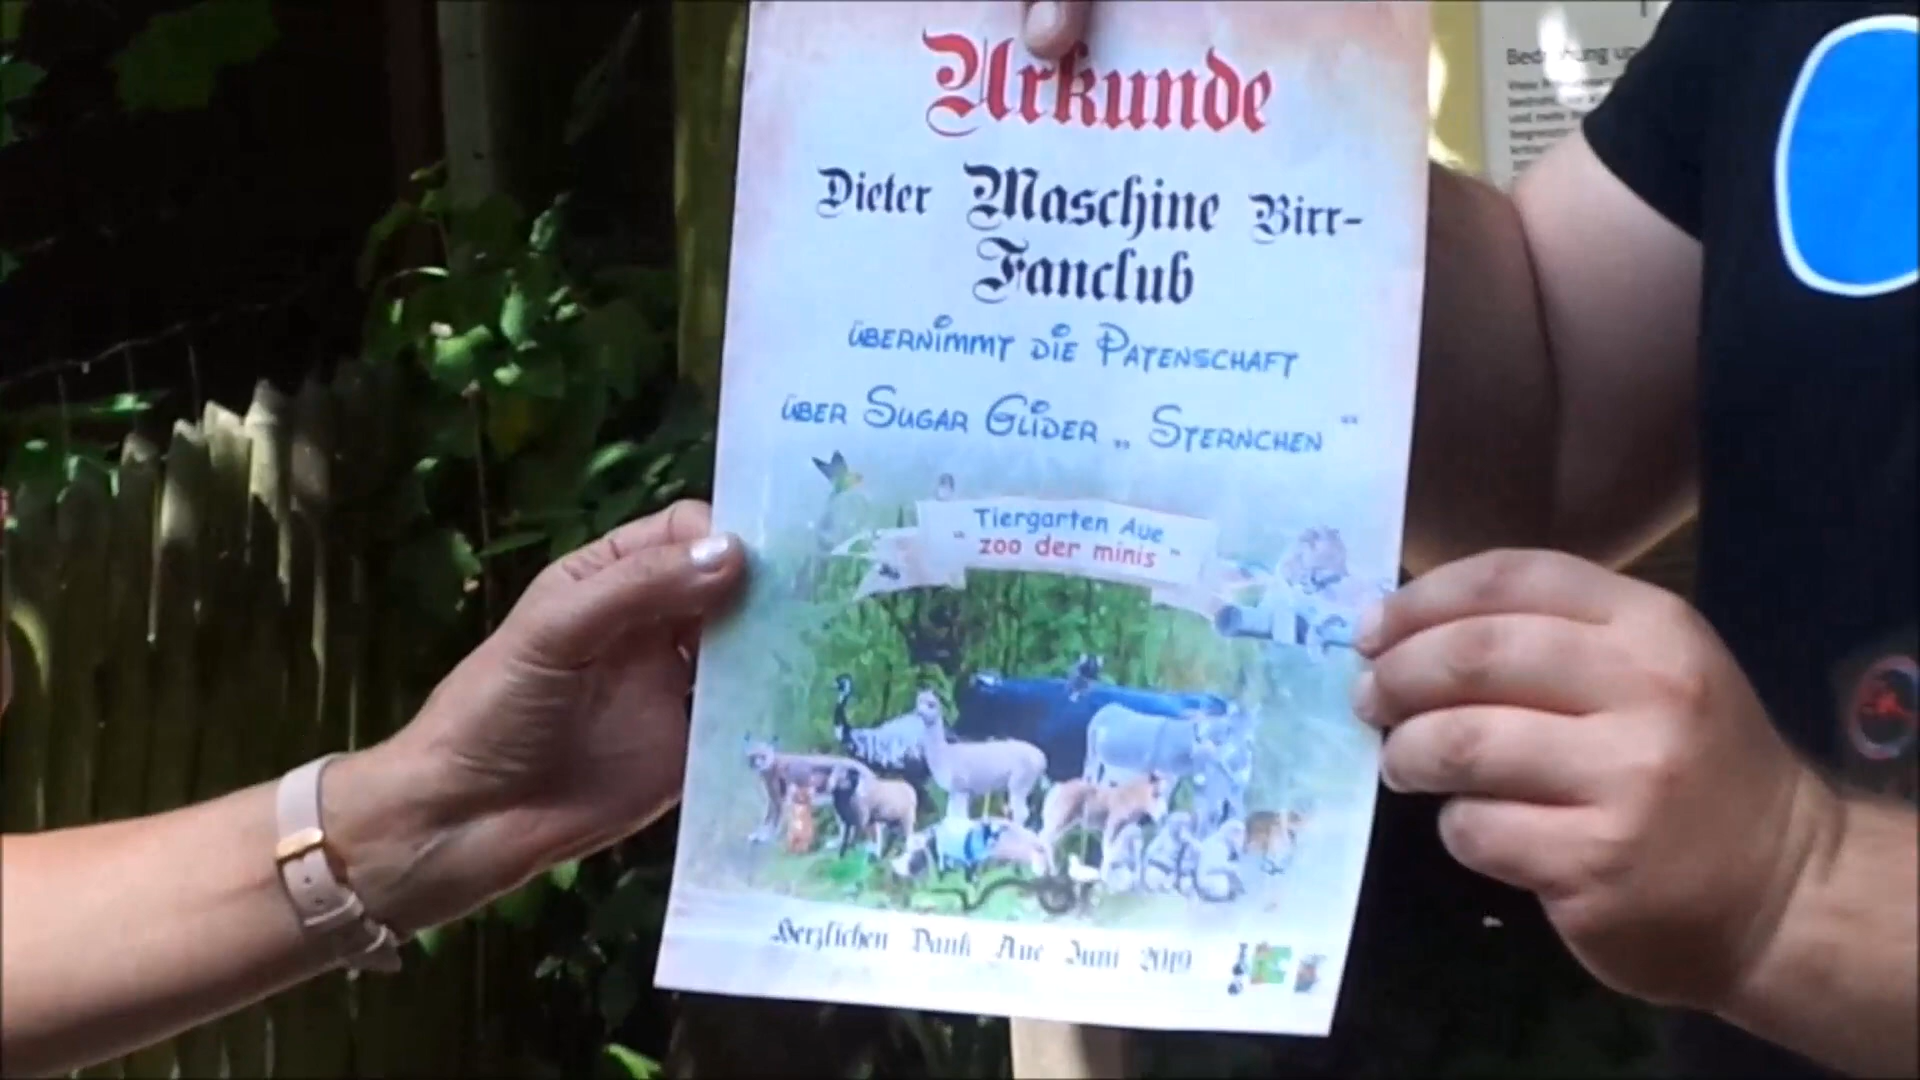 Urkunde
Dieter Maschine Birr-
Fanclub
übernimmt die Patenschaft
über Sugar Glider „ Sternchen “
Tiergarten Aue
" zoo der minis "
Herzlichen Dank Aue Juni 2019